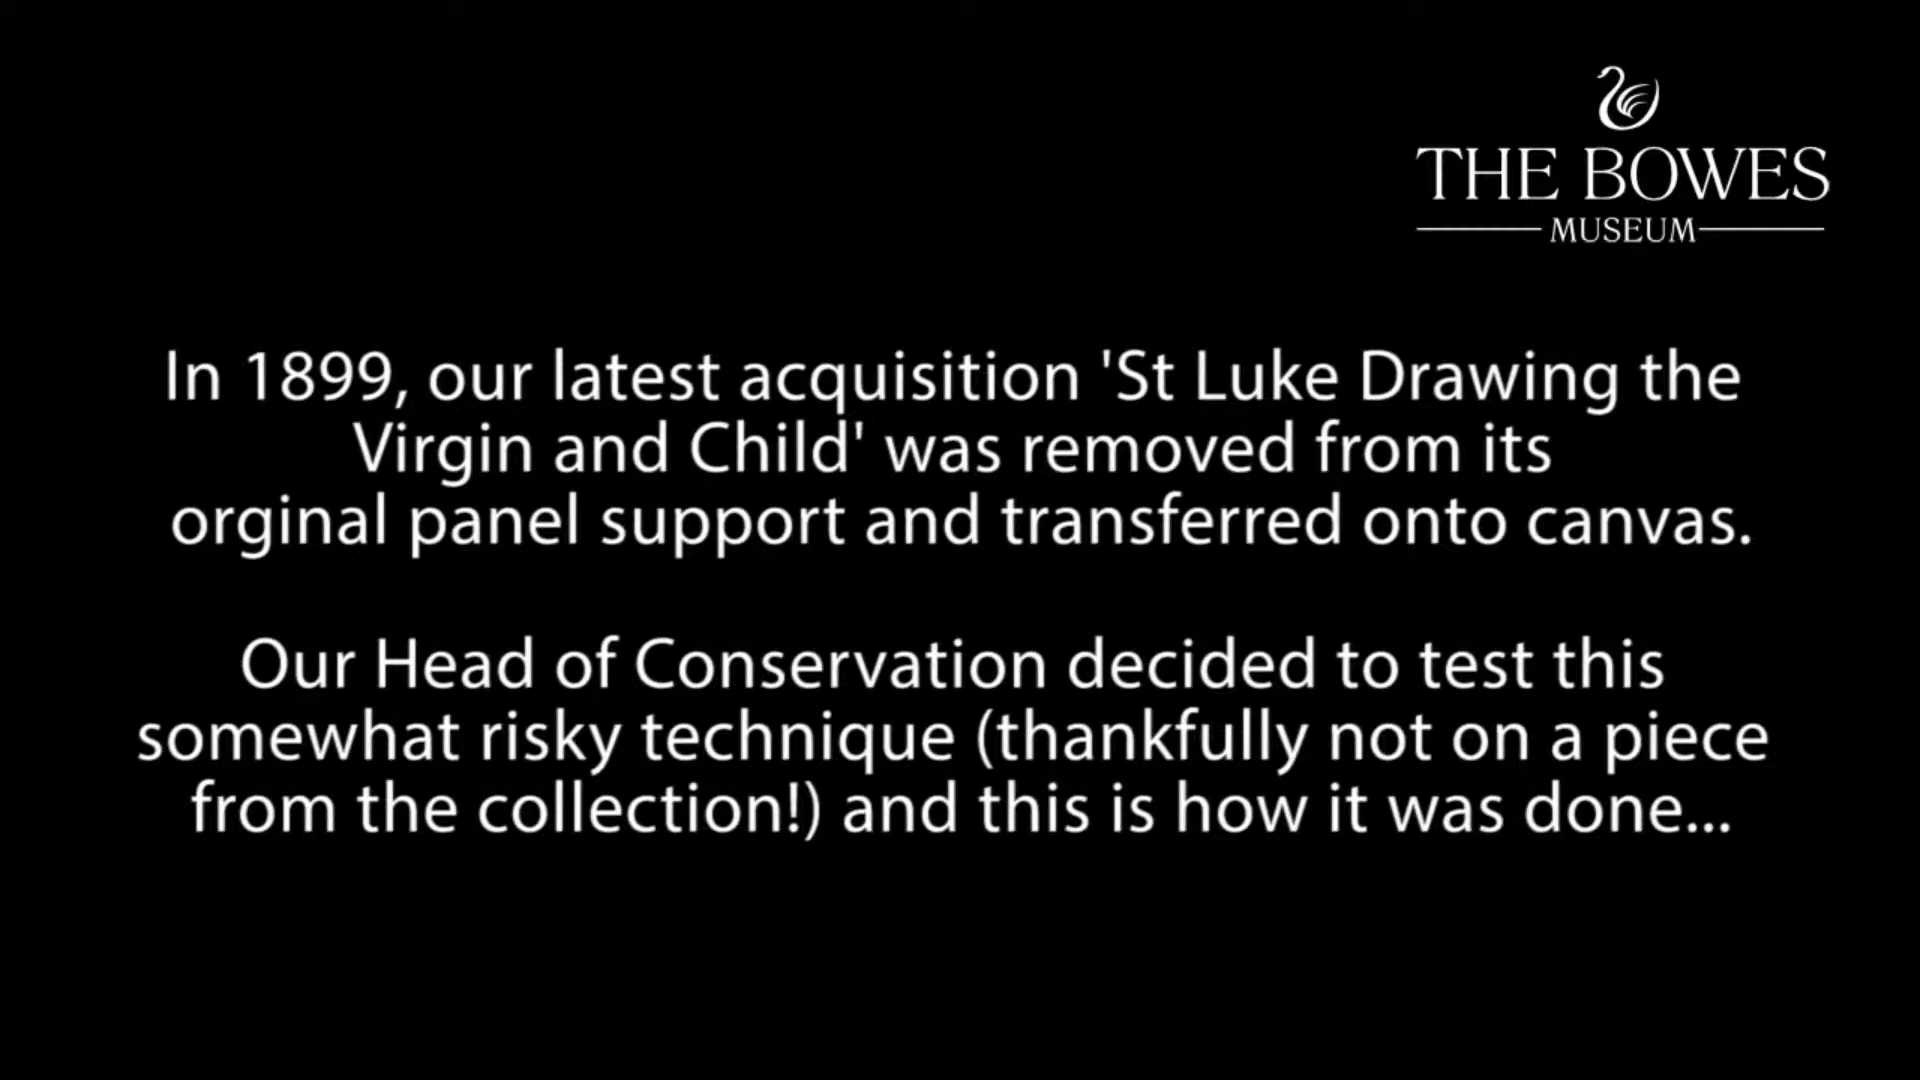 THE BOWES
MUSEUM
In 1899, our latest acquisition 'St Luke Drawing the
Virgin and Child' was removed from its
orginal panel support and transferred onto canvas.
Our Head of Conservation decided to test this
somewhat risky technique (thankfully not on a piece
from the collection!) and this is how it was done...